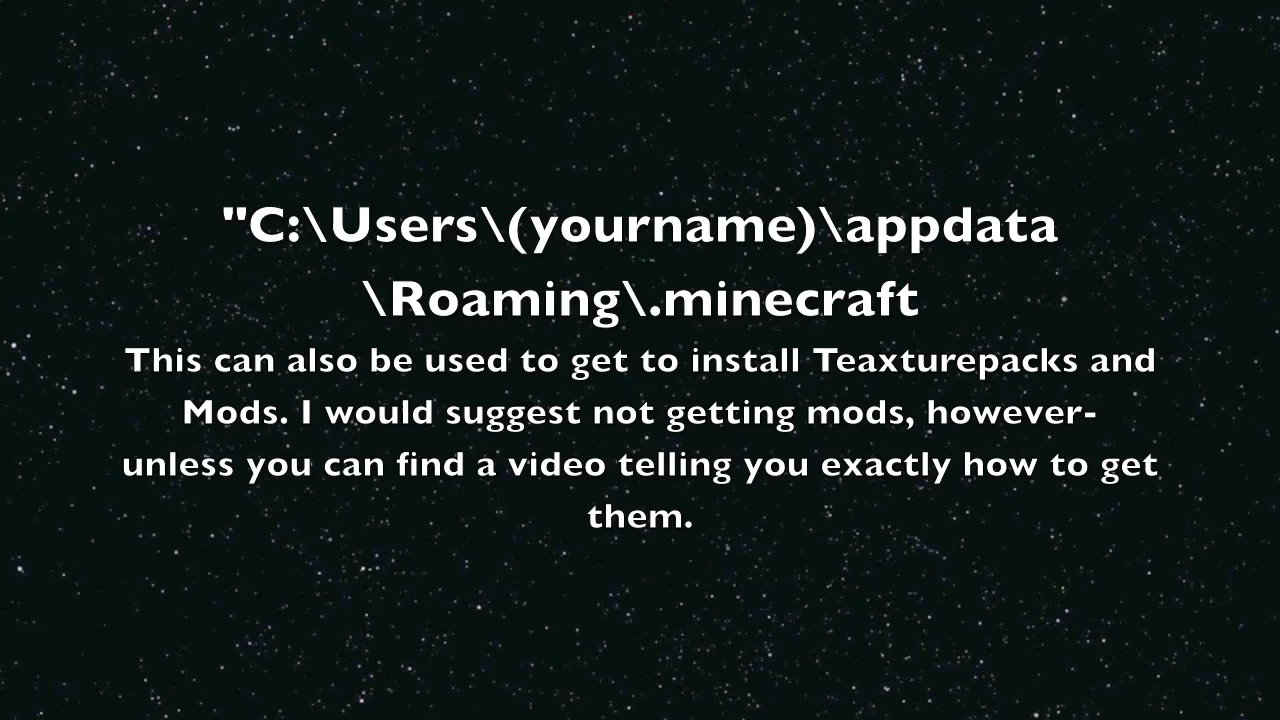 "C:\Users\(yourname)\appdata
\Roaming\.minecraft
This can also be used to get to install Teaxturepacks and
Mods. I would suggest not getting mods, however-
unless you can find a video telling you exactly how to get
them.